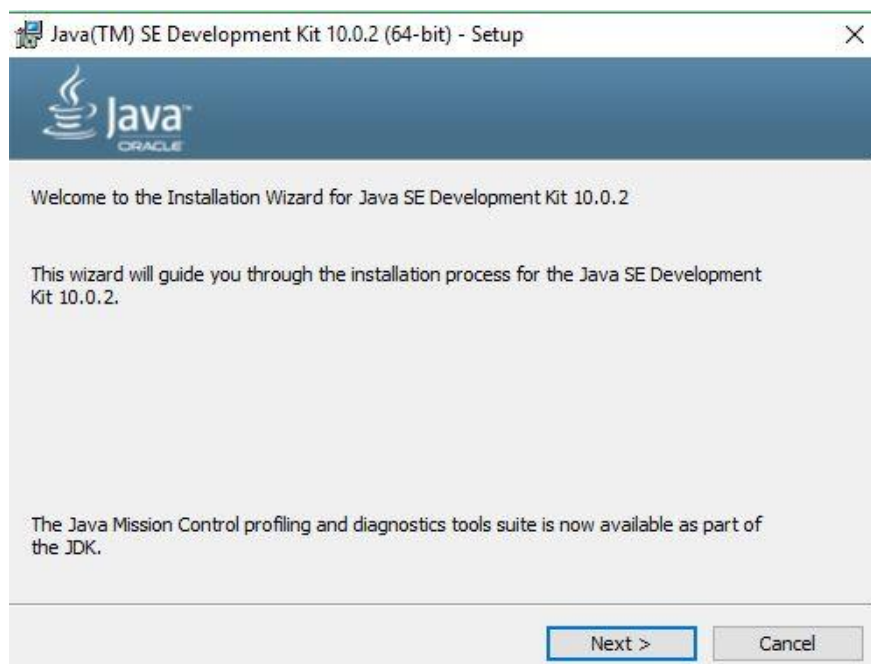 Java(TM) SE Development Kit 10.0.2 (64-bit) - Setup
Java™
ORACLE
Welcome to the Installation Wizard for Java SE Development Kit 10.0.2
This wizard will guide you through the installation process for the Java SE Development
Kit 10.0.2.
The Java Mission Control profiling and diagnostics tools suite is now available as part of
the JDK.
Next >
Cancel